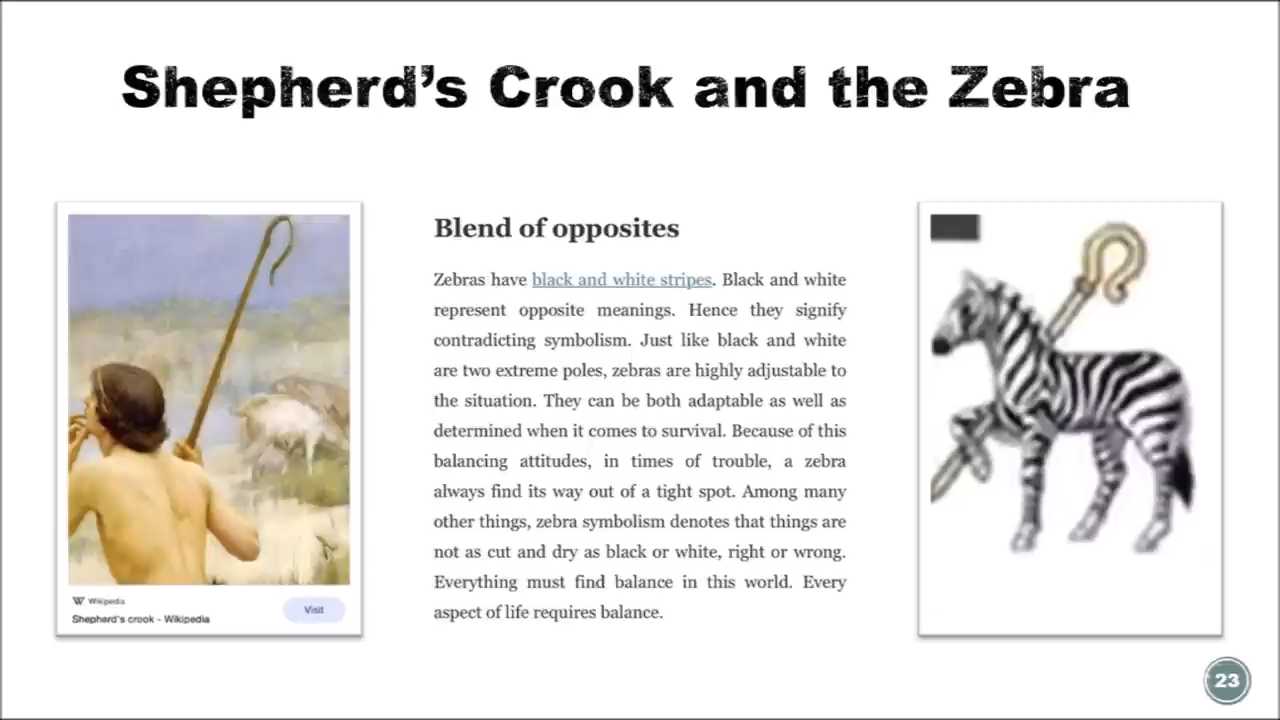 Shepherd's Crook and the Zebra
Blend of opposites
Zebras have black and white stripes. Black and white
represent opposite meanings. Hence they signify
contradicting symbolism. Just like black and white
are two extreme poles, zebras are highly adjustable to
the situation. They can be both adaptable as well as
determined when it comes to survival. Because of this
balancing attitudes, in times of trouble, a zebra
always find its way out of a tight spot. Among many
other things, zebra symbolism denotes that things are
not as cut and dry as black or white, right or wrong.
Everything must find balance in this world. Every
aspect of life requires balance.
W Wikipedia
Shepherd's crook - Wikipedia
Visit
23